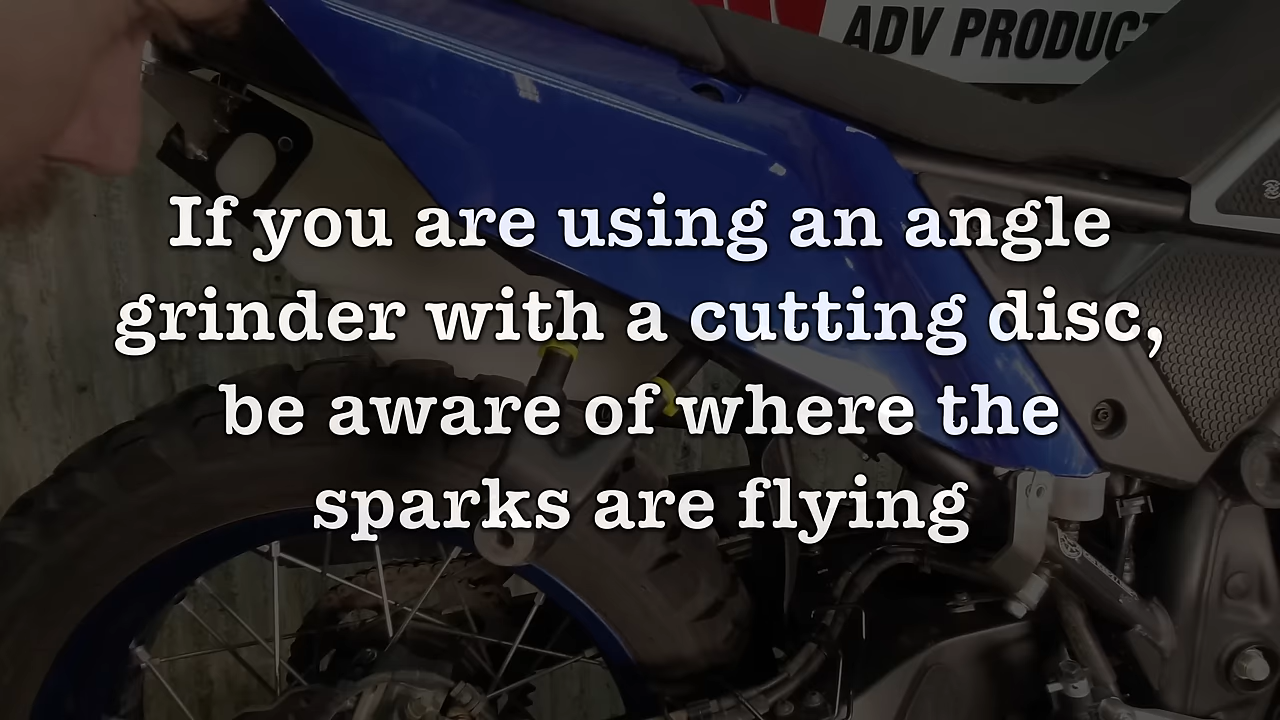 ADV PRODUCT
If you are using an angle
grinder with a cutting disc,
be aware of where the
sparks are flying